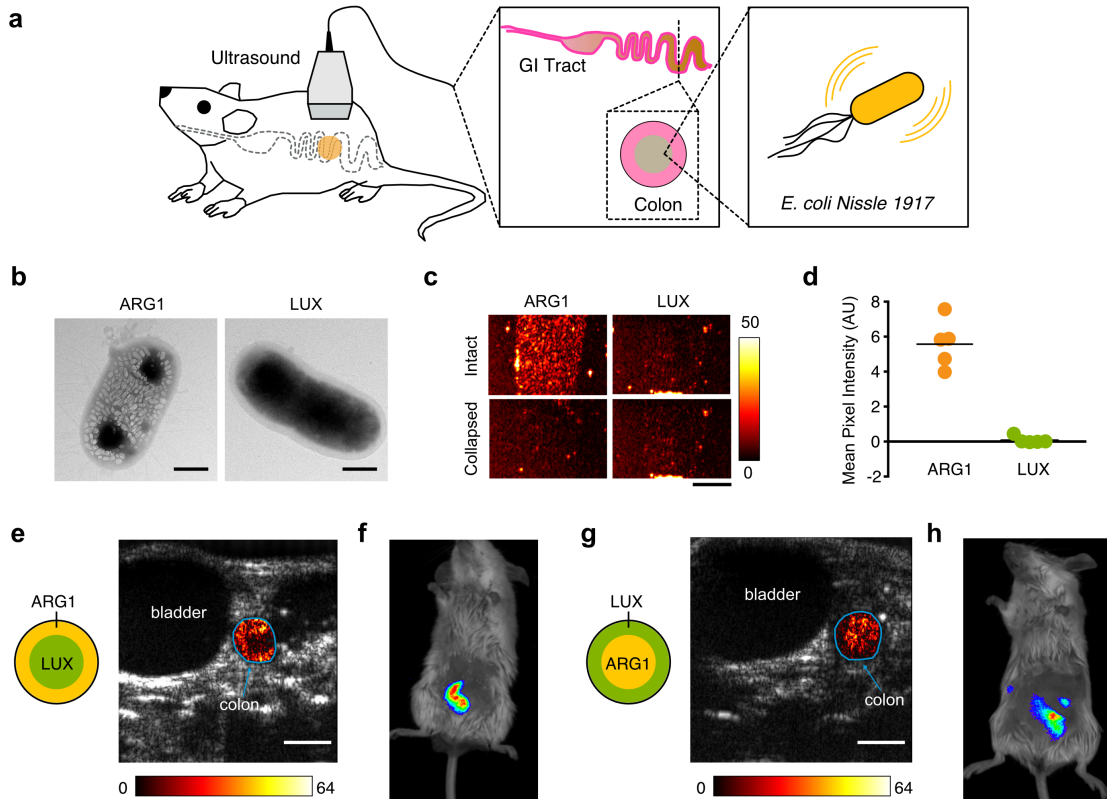 a
Ultrasound
GI Tract
Colon
E. coli Nissle 1917
b
ARG1
LUX
c
ARG1
LUX
Intact
Collapsed
50
0
d
Mean Pixel Intensity (AU)
8
6
4
2
0
-2
ARG1
LUX
e
ARG1
LUX
bladder
colon
0
64
f
g
LUX
ARG1
bladder
colon
0
64
h